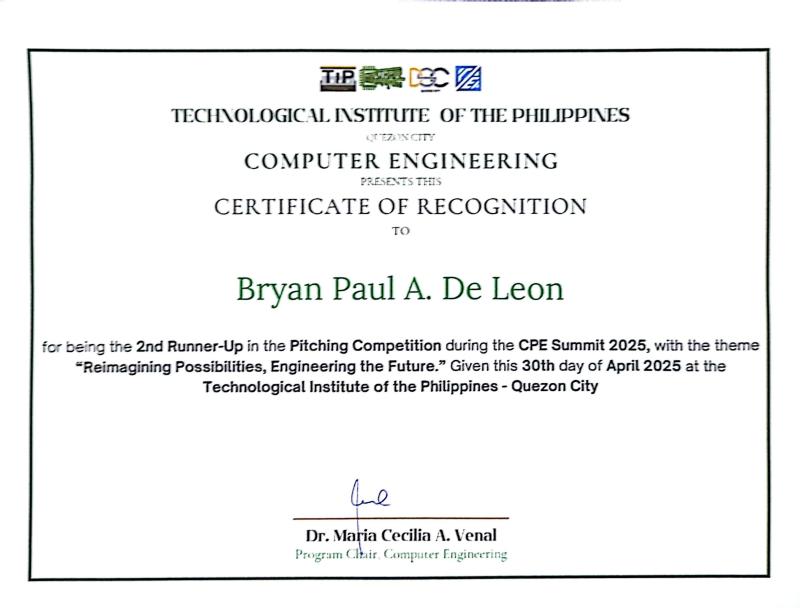 TIP
TECHNOLOGICAL INSTITUTE OF THE PHILIPPINES
QUEZON CITY
COMPUTER ENGINEERING
PRESENTS THIS
CERTIFICATE OF RECOGNITION
TO
Bryan Paul A. De Leon
for being the 2nd Runner-Up in the Pitching Competition during the CPE Summit 2025, with the theme
“Reimagining Possibilities, Engineering the Future.” Given this 30th day of April 2025 at the
Technological Institute of the Philippines - Quezon City
Dr. Maria Cecilia A. Venal
Program Chair, Computer Engineering